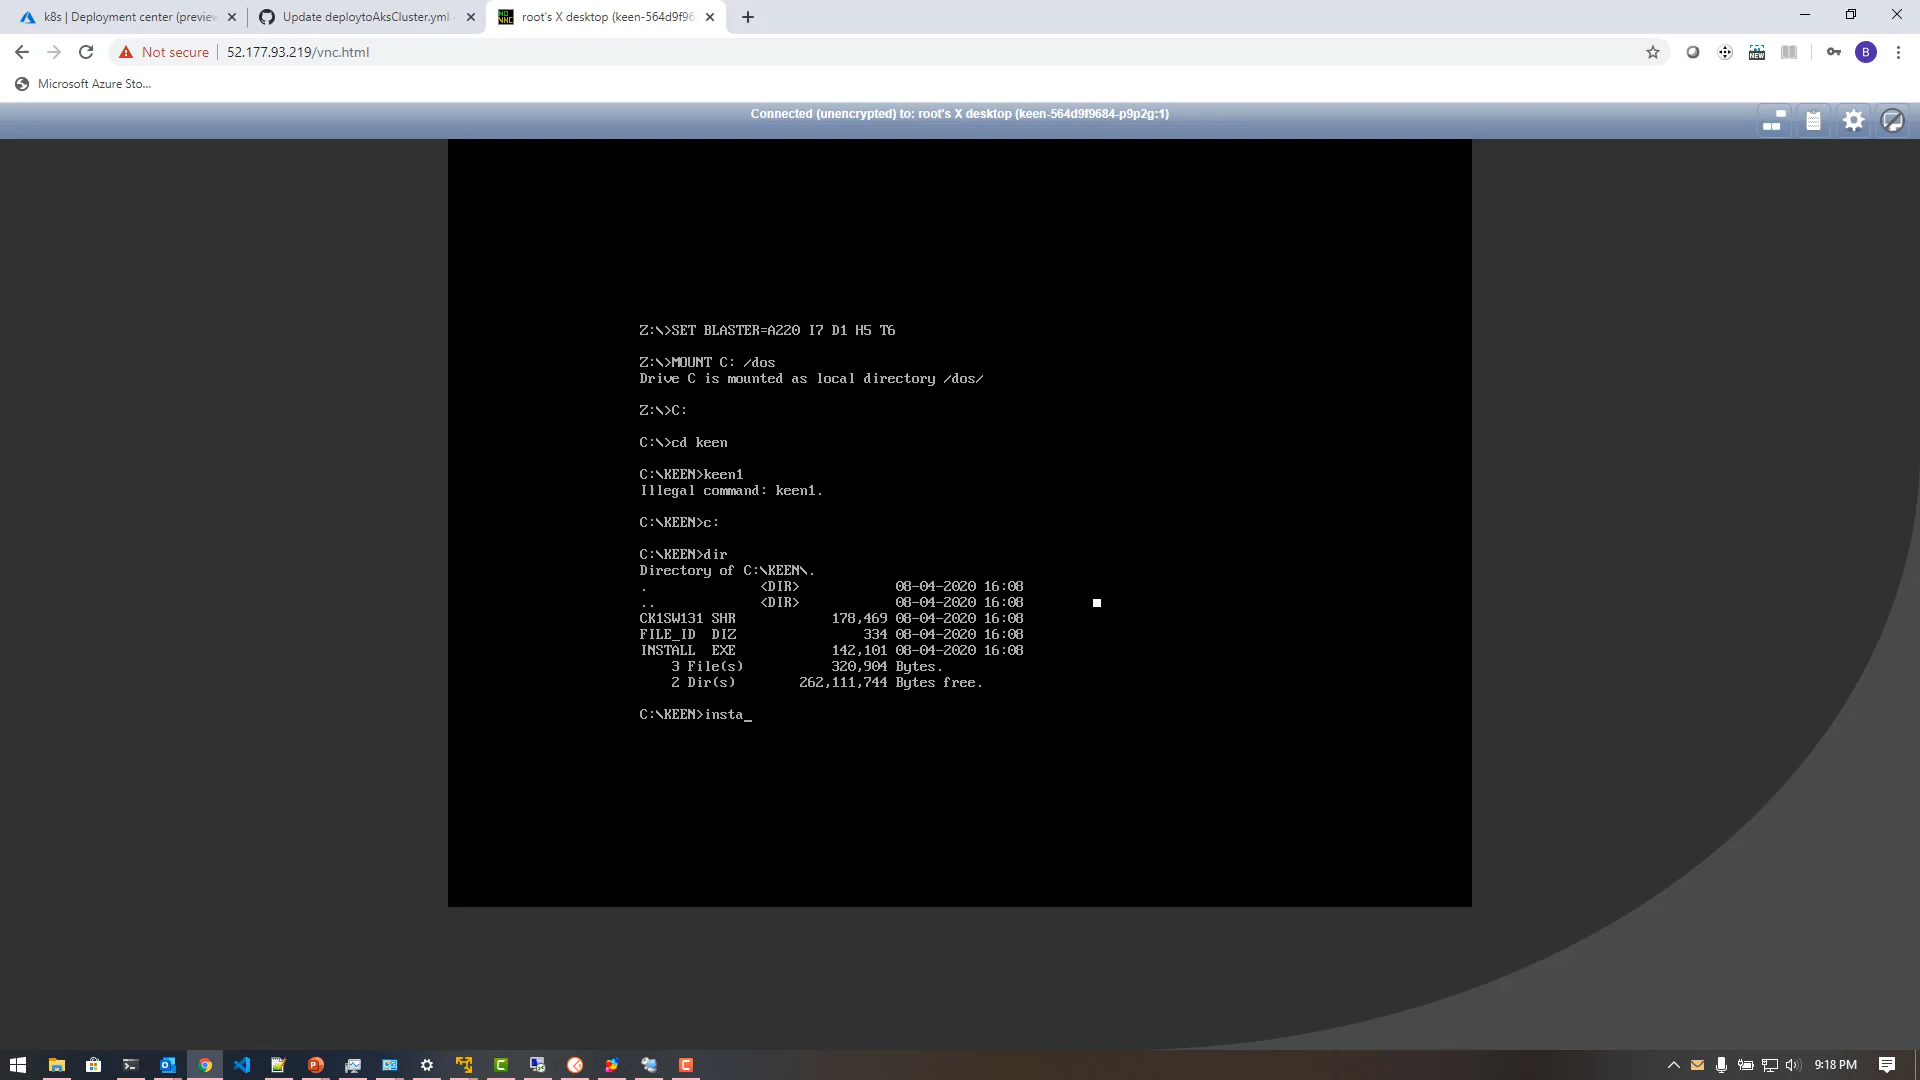 k8s | Deployment center (preview
Update deploytoAksCluster.yml
root's X desktop (keen-564d9f96
Not secure
52.177.93.219/vnc.html
NEW
B
Microsoft Azure Sto...
Connected (unencrypted) to: root's X desktop (keen-564d9f9684-p9p2g:1)
Z:\>SET BLASTER=A220 I7 D1 H5 T6
Z:\>MOUNT C: /dos
Drive C is mounted as local directory /dos/
Z:\>C:
C:\>cd keen
C:\KEEN>keen1
Illegal command: keen1.
C:\KEEN>c:
C:\KEEN>dir
Directory of C:\KEEN\.
. <DIR> 08-04-2020 16:08
.. <DIR> 08-04-2020 16:08
CK1SW131 SHR 178,469 08-04-2020 16:08
FILE_ID DIZ 334 08-04-2020 16:08
INSTALL EXE 142,101 08-04-2020 16:08
3 File(s) 320,904 Bytes.
2 Dir(s) 262,111,744 Bytes free.
C:\KEEN>insta_
9:18 PM